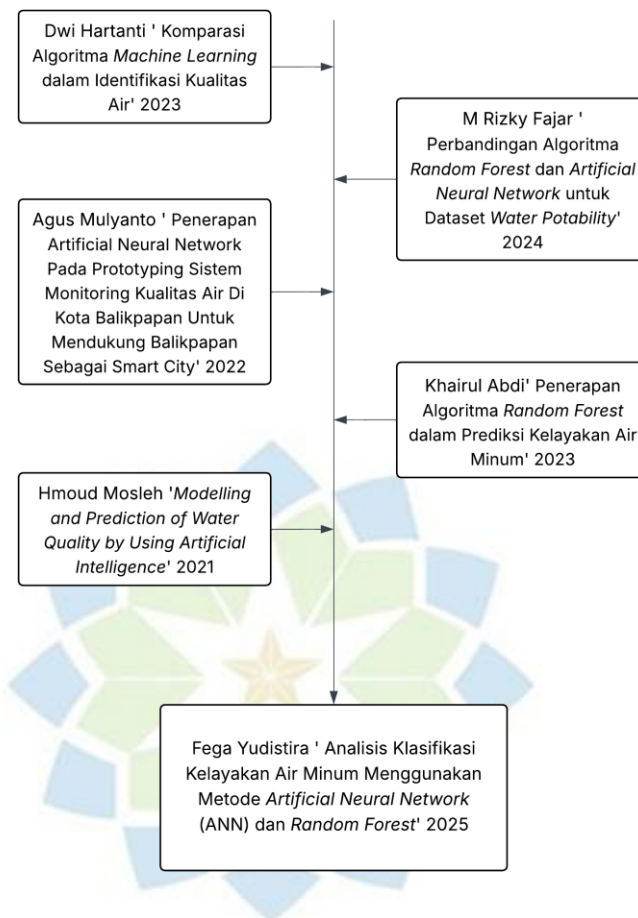 Dwi Hartanti ' Komparasi
Algoritma Machine Learning
dalam Identifikasi Kualitas
Air' 2023
M Rizky Fajar '
Perbandingan Algoritma
Random Forest dan Artificial
Neural Network untuk
Dataset Water Potability'
2024
Agus Mulyanto ' Penerapan
Artificial Neural Network
Pada Prototyping Sistem
Monitoring Kualitas Air Di
Kota Balikpapan Untuk
Mendukung Balikpapan
Sebagai Smart City' 2022
Khairul Abdi' Penerapan
Algoritma Random Forest
dalam Prediksi Kelayakan Air
Minum' 2023
Hmoud Mosleh 'Modelling
and Prediction of Water
Quality by Using Artificial
Intelligence' 2021
Fega Yudistira ' Analisis Klasifikasi
Kelayakan Air Minum Menggunakan
Metode Artificial Neural Network
(ANN) dan Random Forest' 2025